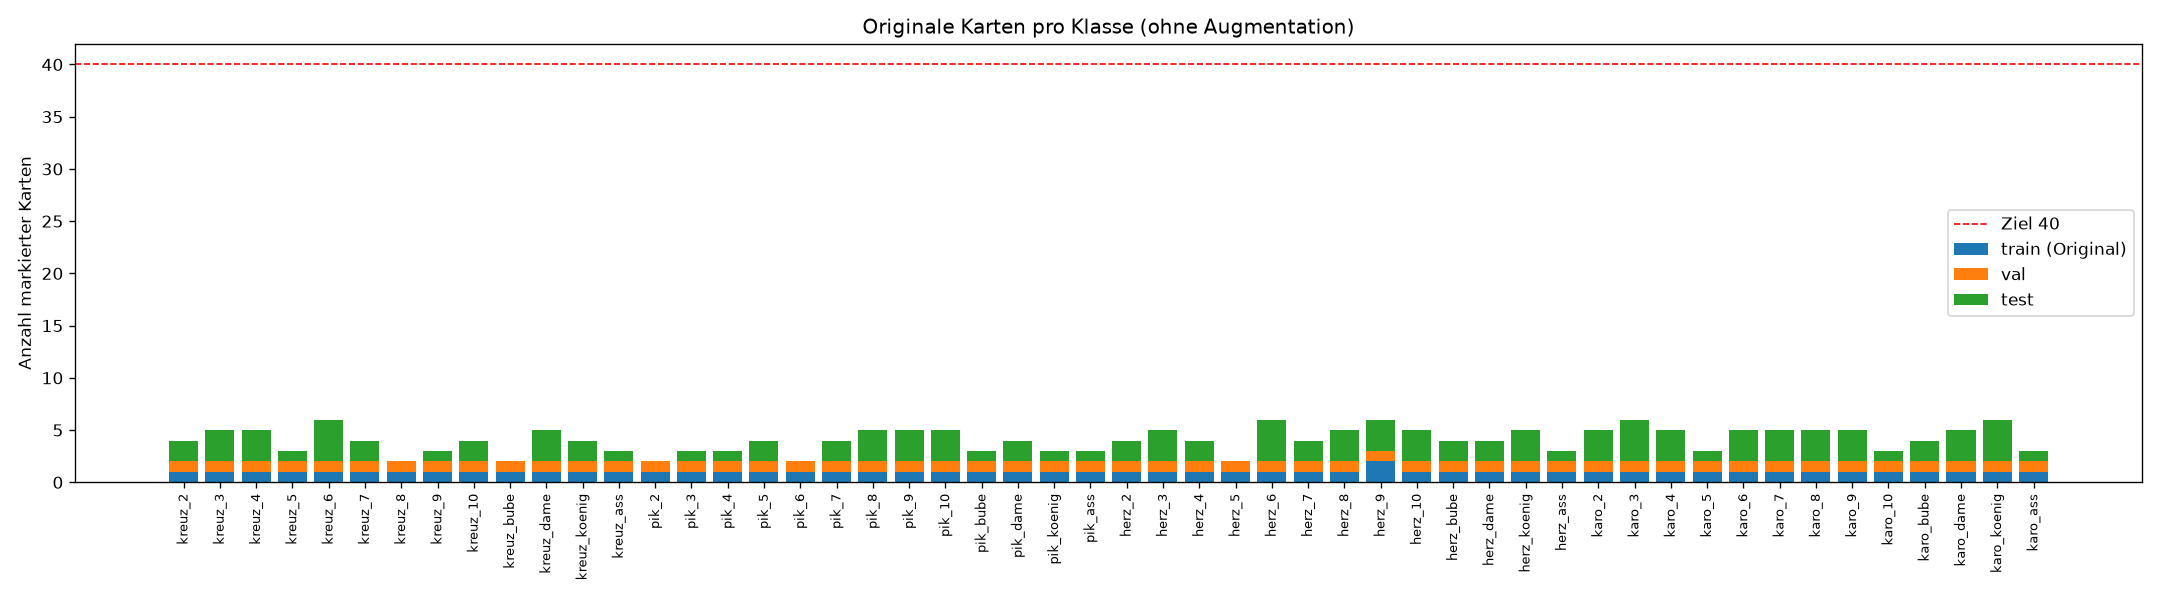 Originale Karten pro Klasse (ohne Augmentation)
Anzahl markierter Karten
40
35
30
25
20
15
10
5
0
Ziel 40
train (Original)
val
test
kreuz_2
kreuz_3
kreuz_4
kreuz_5
kreuz_6
kreuz_7
kreuz_8
kreuz_9
kreuz_10
kreuz_bube
kreuz_dame
kreuz_koenig
kreuz_ass
pik_2
pik_3
pik_4
pik_5
pik_6
pik_7
pik_8
pik_9
pik_10
pik_bube
pik_dame
pik_koenig
pik_ass
herz_2
herz_3
herz_4
herz_5
herz_6
herz_7
herz_8
herz_9
herz_10
herz_bube
herz_dame
herz_koenig
herz_ass
karo_2
karo_3
karo_4
karo_5
karo_6
karo_7
karo_8
karo_9
karo_10
karo_bube
karo_dame
karo_koenig
karo_ass